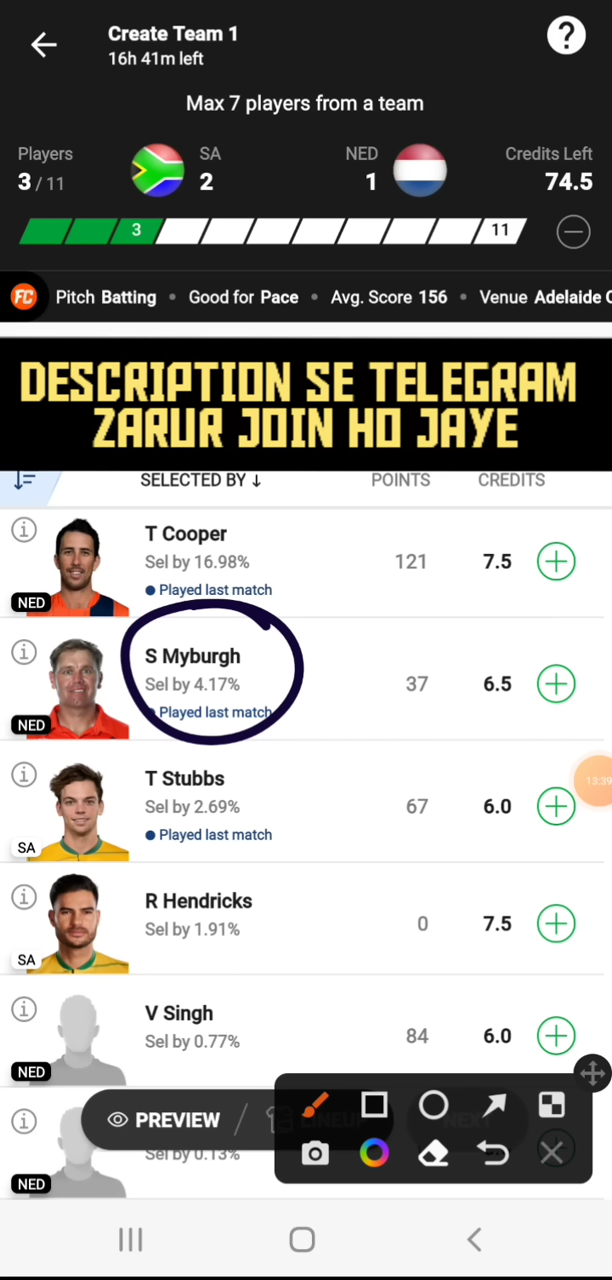 Create Team 1
16h 41m left
?
Max 7 players from a team
Players SA NED Credits Left
3 / 11 2 1 74.5
3 11
FC Pitch Batting • Good for Pace • Avg. Score 156 • Venue Adelaide
DESCRIPTION SE TELEGRAM
ZARUR JOIN HO JAYE
SELECTED BY ↓ POINTS CREDITS
T Cooper
Sel by 16.98% 121 7.5
Played last match
NED
S Myburgh
Sel by 4.17% 37 6.5
Played last match
NED
T Stubbs
Sel by 2.69% 67 6.0
Played last match
SA
R Hendricks
Sel by 1.91% 0 7.5
SA
V Singh
Sel by 0.77% 84 6.0
NED
PREVIEW / LINEUP NEXT
Sel by 0.13%
NED
13:39